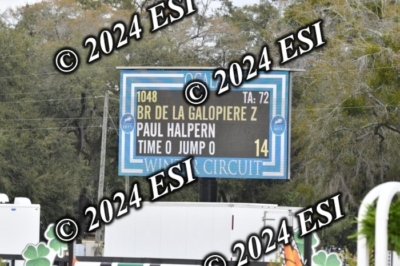 © 2024 ESI
© 2024 ESI
© 2024 ESI
OCALA
1048 TA: 72
BR DE LA GALOPIERE Z
PAUL HALPERN
TIME 0 JUMP 0 14
WINTER CIRCUIT
© 2024 ESI
© 2024 ESI
© 2024 ESI